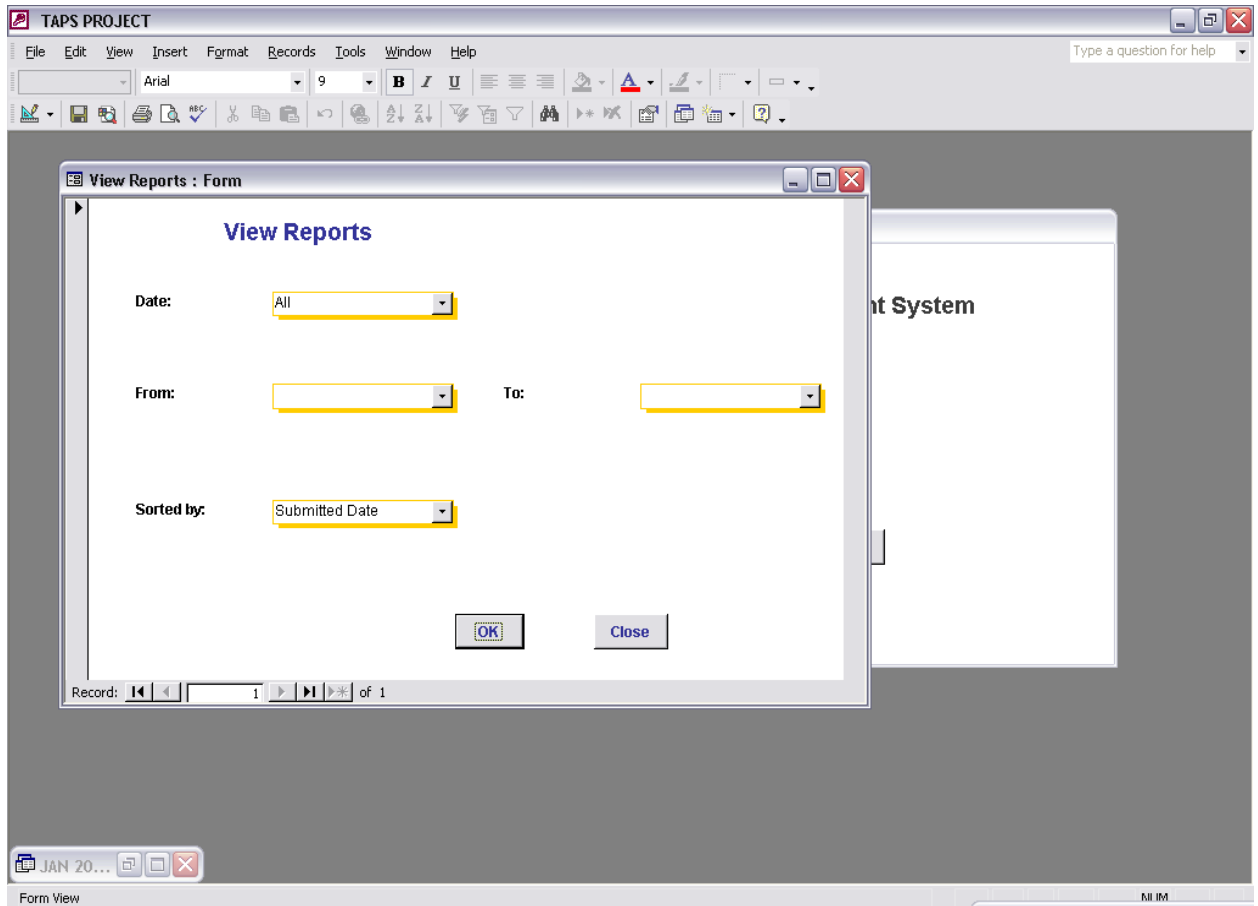 TAPS PROJECT
File Edit View Insert Format Records Tools Window Help Type a question for help
Arial 9 B I U A
View Reports : Form
View Reports
Date: All
nt System
From: To:
Sorted by: Submitted Date
OK Close
Record: 1 of 1
JAN 20...
Form View NUM